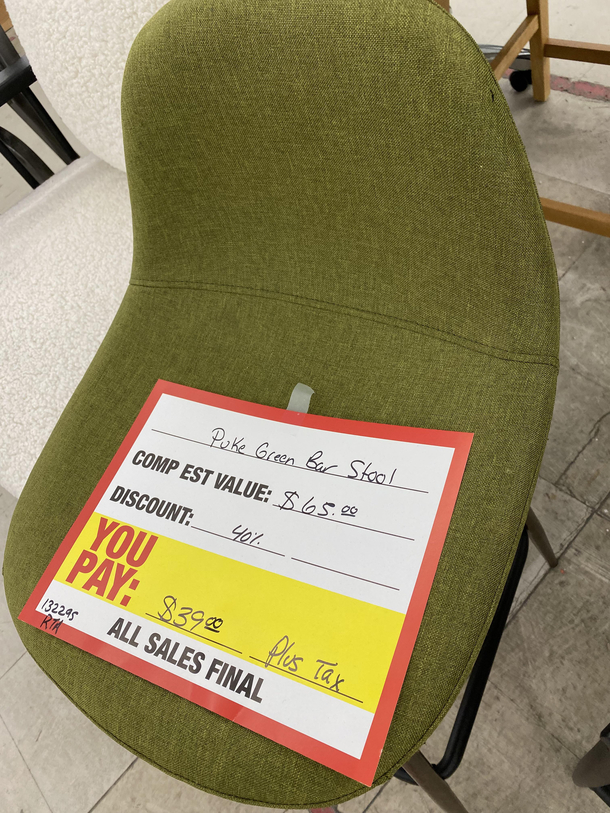 Puke Green Bar Stool
COMP EST VALUE: $65.00
DISCOUNT: 40%
YOU
PAY: $39.00 Plus Tax
132295
RTA
ALL SALES FINAL